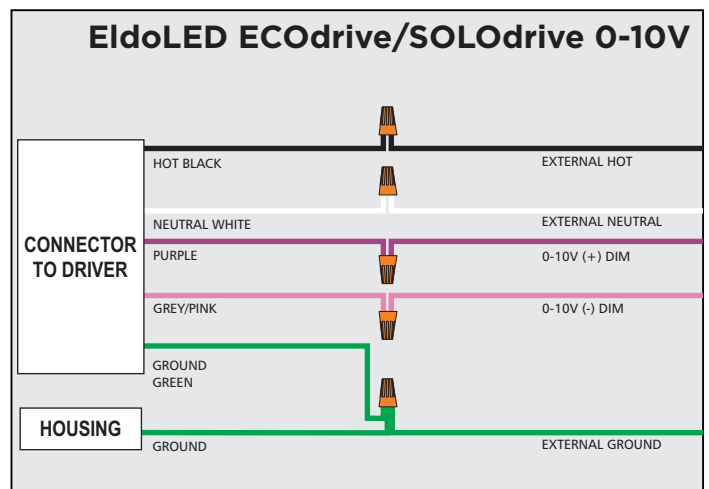 EldoLED ECOdrive/SOLOdrive 0-10V
HOT BLACK
EXTERNAL HOT
NEUTRAL WHITE
EXTERNAL NEUTRAL
CONNECTOR
TO DRIVER
PURPLE
0-10V (+) DIM
GREY/PINK
0-10V (-) DIM
GROUND
GREEN
HOUSING
GROUND
EXTERNAL GROUND